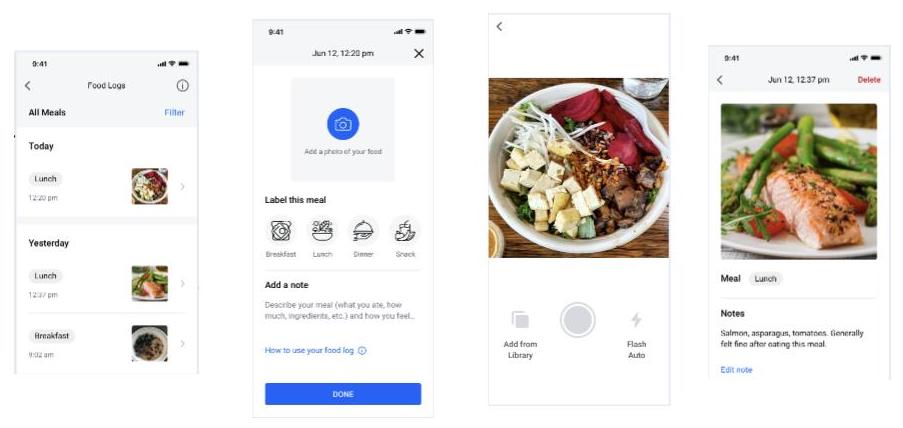 9:41
Food Logs
All Meals
Filter
Today
Lunch
12:20 pm
Yesterday
Lunch
12:37 pm
Breakfast
9:02 am
9:41
Jun 12, 12:20 pm
Add a photo of your food
Label this meal
Breakfast
Lunch
Dinner
Snack
Add a note
Describe your meal (what you ate, how
much, ingredients, etc.) and how you feel...
How to use your food log
DONE
Add from
Library
Flash
Auto
9:41
Jun 12, 12:37 pm
Delete
Meal
Lunch
Notes
Salmon, asparagus, tomatoes. Generally
felt fine after eating this meal.
Edit note